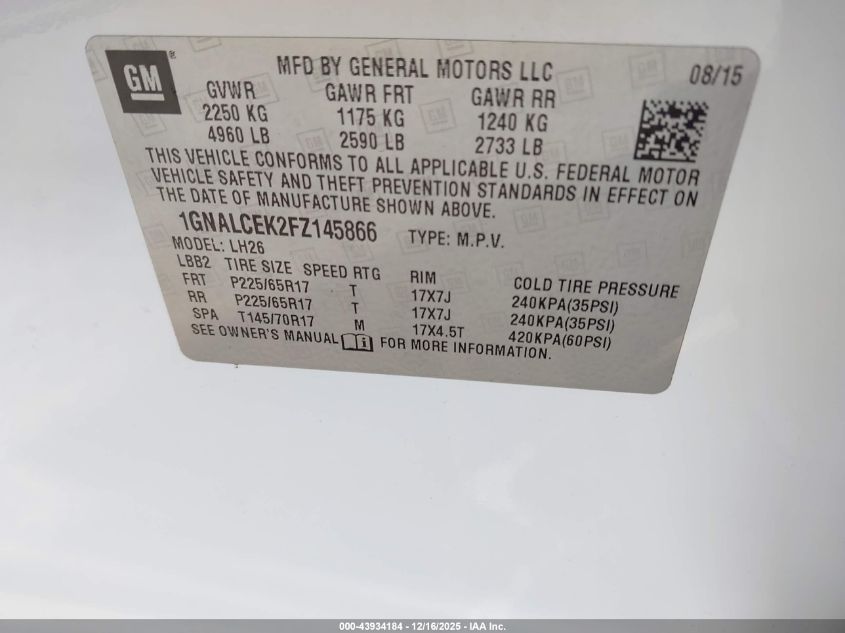 GM®
MFD BY GENERAL MOTORS LLC 08/15
GVWR GAWR FRT GAWR RR
2250 KG 1175 KG 1240 KG
4960 LB 2590 LB 2733 LB
THIS VEHICLE CONFORMS TO ALL APPLICABLE U.S. FEDERAL MOTOR
VEHICLE SAFETY AND THEFT PREVENTION STANDARDS IN EFFECT ON
THE DATE OF MANUFACTURE SHOWN ABOVE.
1GNALCEK2FZ145866 TYPE: M.P.V.
MODEL: LH26
LBB2 TIRE SIZE SPEED RTG RIM COLD TIRE PRESSURE
FRT P225/65R17 T 17X7J 240KPA(35PSI)
RR P225/65R17 T 17X7J 240KPA(35PSI)
SPA T145/70R17 M 17X4.5T 420KPA(60PSI)
SEE OWNER'S MANUAL FOR MORE INFORMATION.
000-43934184 - 12/16/2025 - IAA Inc.